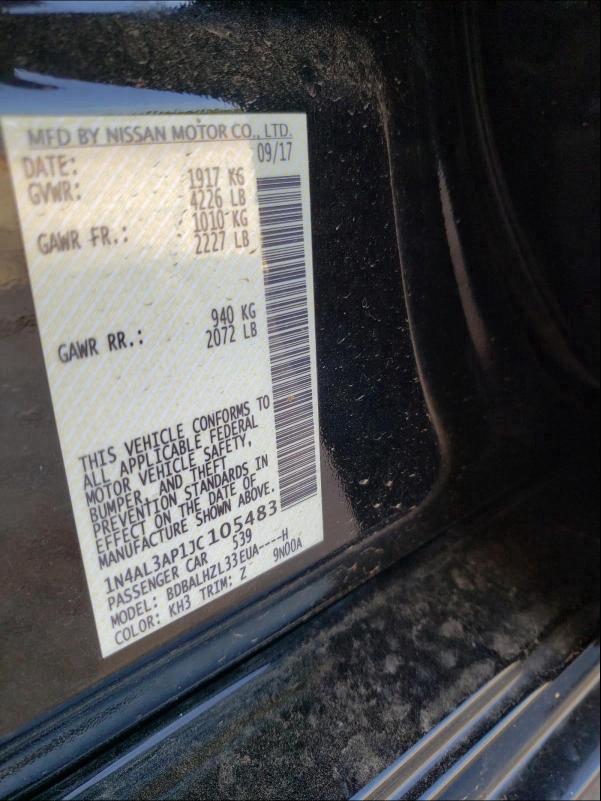 MFD BY NISSAN MOTOR CO., LTD.
DATE: 09/17
GVWR: 1917 KG
4226 LB
GAWR FR.: 1010 KG
2227 LB
GAWR RR.: 940 KG
2072 LB
THIS VEHICLE CONFORMS TO
ALL APPLICABLE FEDERAL
MOTOR VEHICLE SAFETY,
BUMPER, AND THEFT
PREVENTION STANDARDS IN
EFFECT ON THE DATE OF
MANUFACTURE SHOWN ABOVE.
1N4AL3AP1JC105483
PASSENGER CAR 539
MODEL: BDBALHZL33EUA----H
COLOR: KH3 TRIM: Z 9N00A